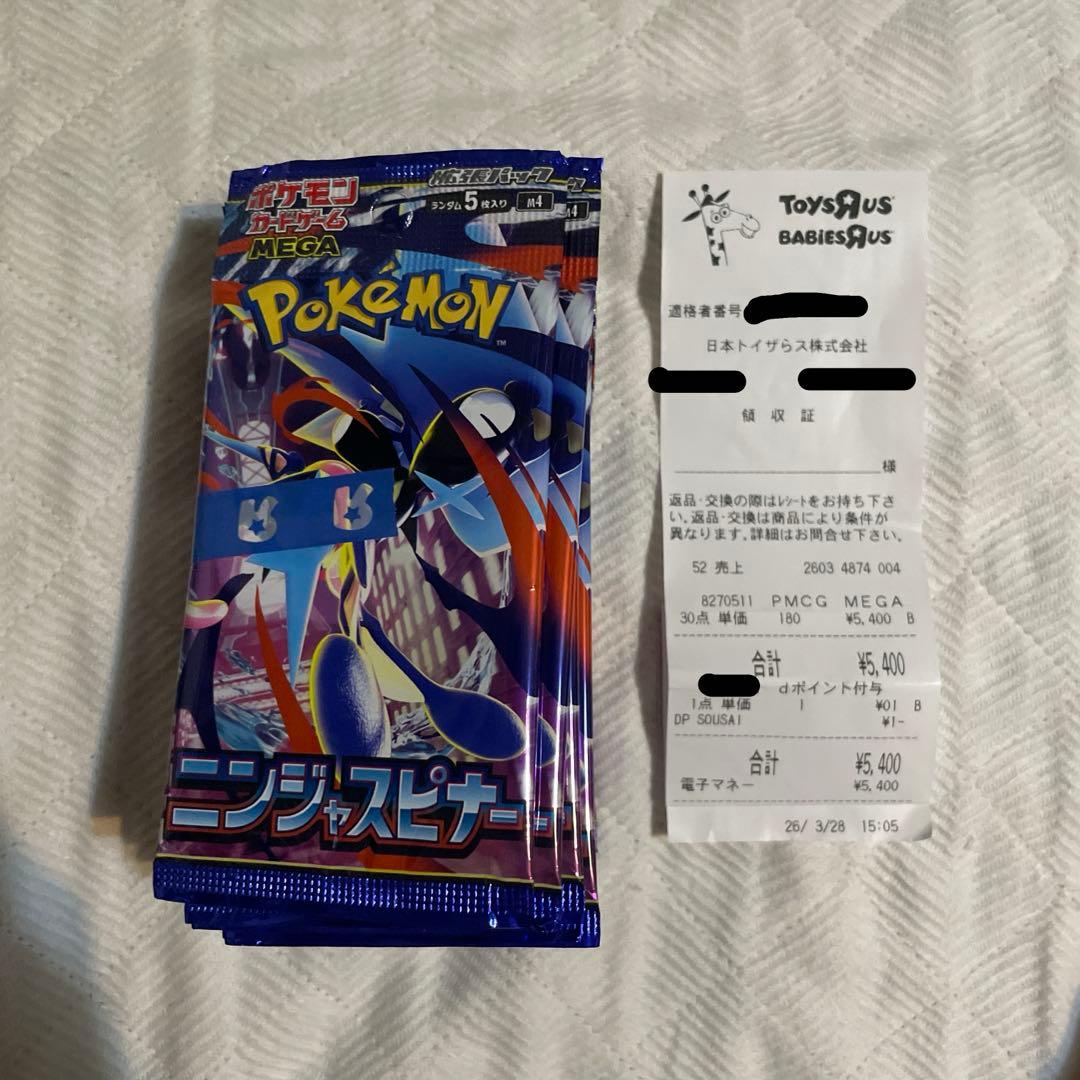 ポケモン
カードゲーム
MEGA
拡張パック
ランダム5枚入り M4
M4
POKéMON
TM
ニンジャスピナー
TOYSЯUS
BABIESЯUS
適格者番号
日本トイザらス株式会社
領 収 証
様
返品・交換の際はレシートをお持ち下さ
い。返品・交換は商品により条件が
異なります。詳細はお問合せ下さい。
52 売上 2603 4874 004
8270511 PMCG MEGA
30点 単価 180 ¥5,400 B
合計 ¥5,400
dポイント付与
1点 単価 1 ¥01 B
DP SOUSAI ¥1-
合計 ¥5,400
電子マネー ¥5,400
26/ 3/28 15:05